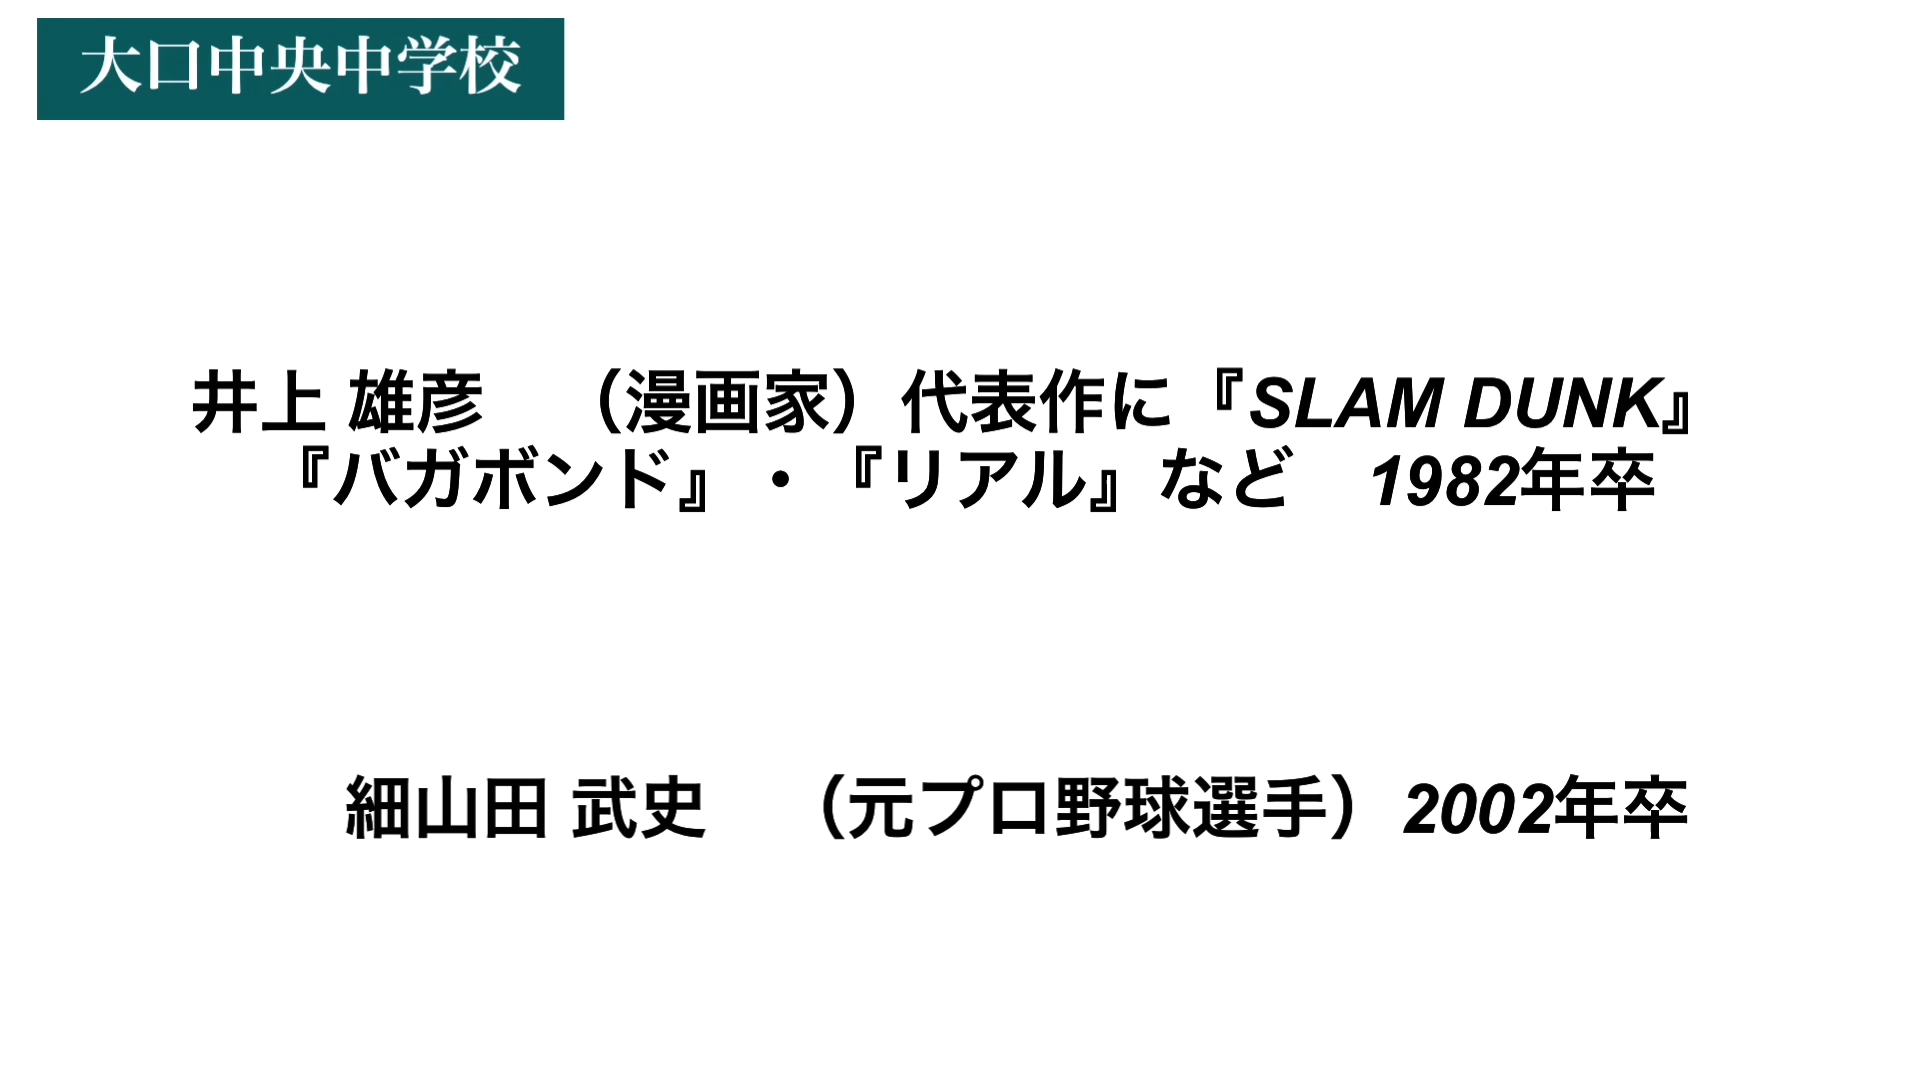 大口中央中学校
井上 雄彦　（漫画家）代表作に『SLAM DUNK』
『バガボンド』・『リアル』など　1982年卒
細山田 武史　（元プロ野球選手）2002年卒